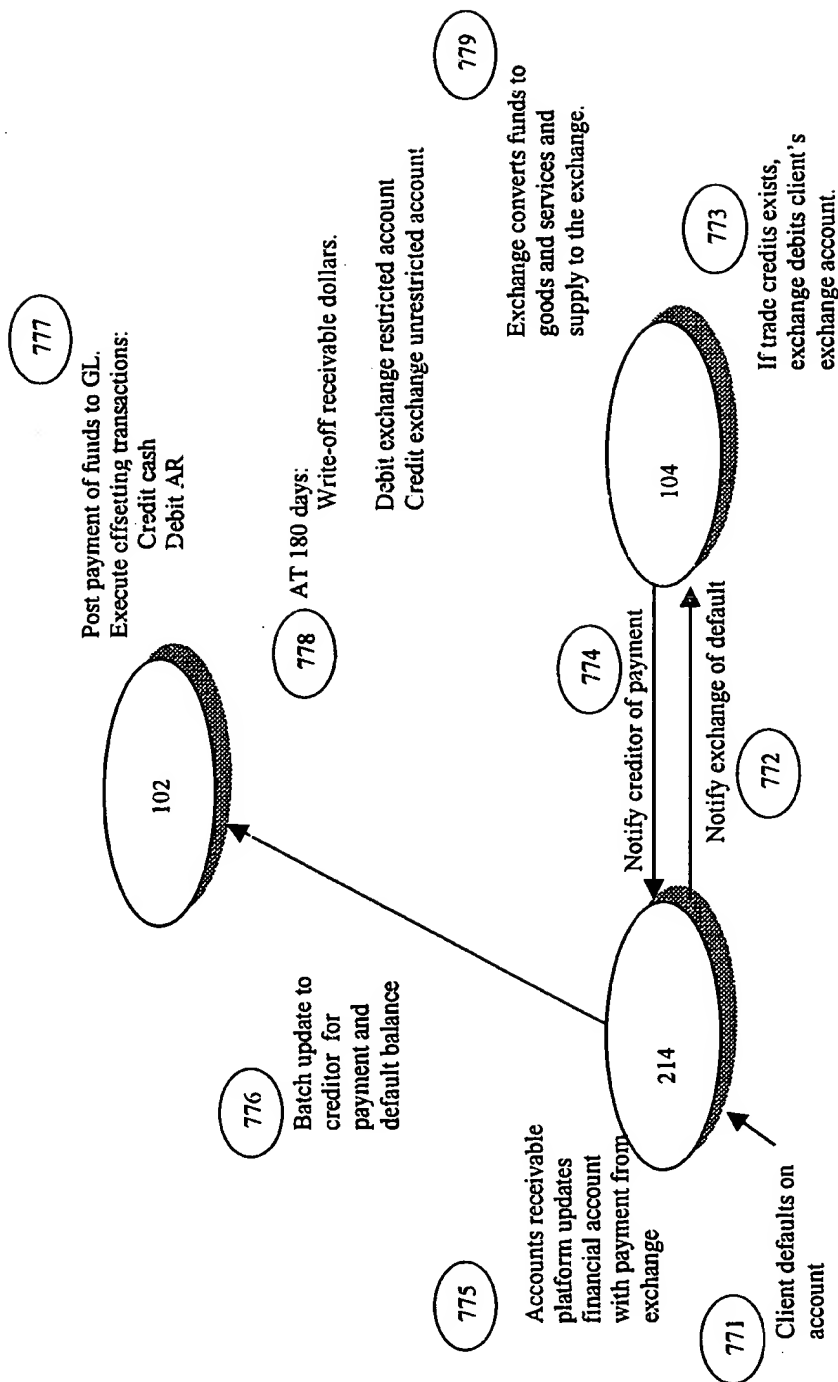 777
Post payment of funds to GL.
Execute offsetting transactions:
Credit cash
Debit AR
102
778
AT 180 days:
Write-off receivable dollars.
Debit exchange restricted account
Credit exchange unrestricted account
779
Exchange converts funds to
goods and services and
supply to the exchange.
776
Batch update to
creditor for
payment and
default balance
775
Accounts receivable
platform updates
financial account
with payment from
exchange
774
Notify creditor of payment
104
773
If trade credits exists,
exchange debits client's
exchange account.
214
Notify exchange of default
772
771
Client defaults on
account